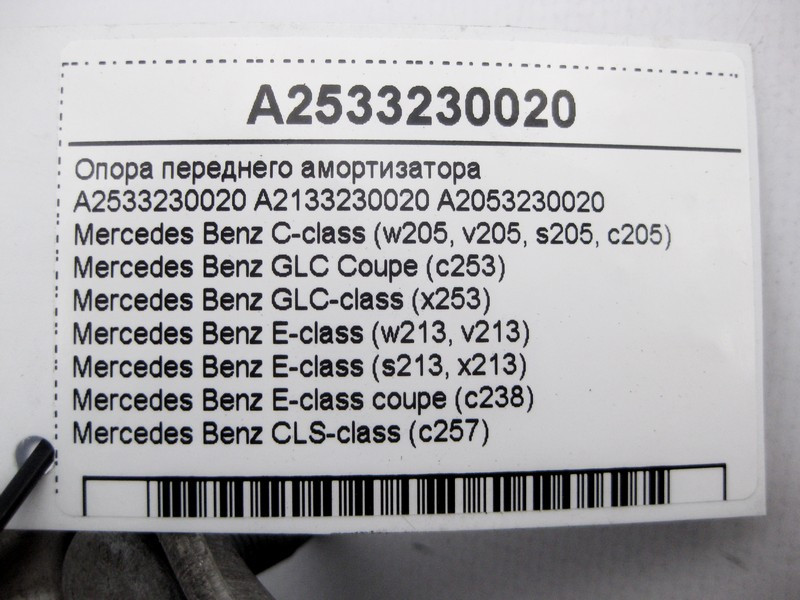 A2533230020
Опора переднего амортизатора
A2533230020 A2133230020 A2053230020
Mercedes Benz C-class (w205, v205, s205, c205)
Mercedes Benz GLC Coupe (c253)
Mercedes Benz GLC-class (x253)
Mercedes Benz E-class (w213, v213)
Mercedes Benz E-class (s213, x213)
Mercedes Benz E-class coupe (c238)
Mercedes Benz CLS-class (c257)